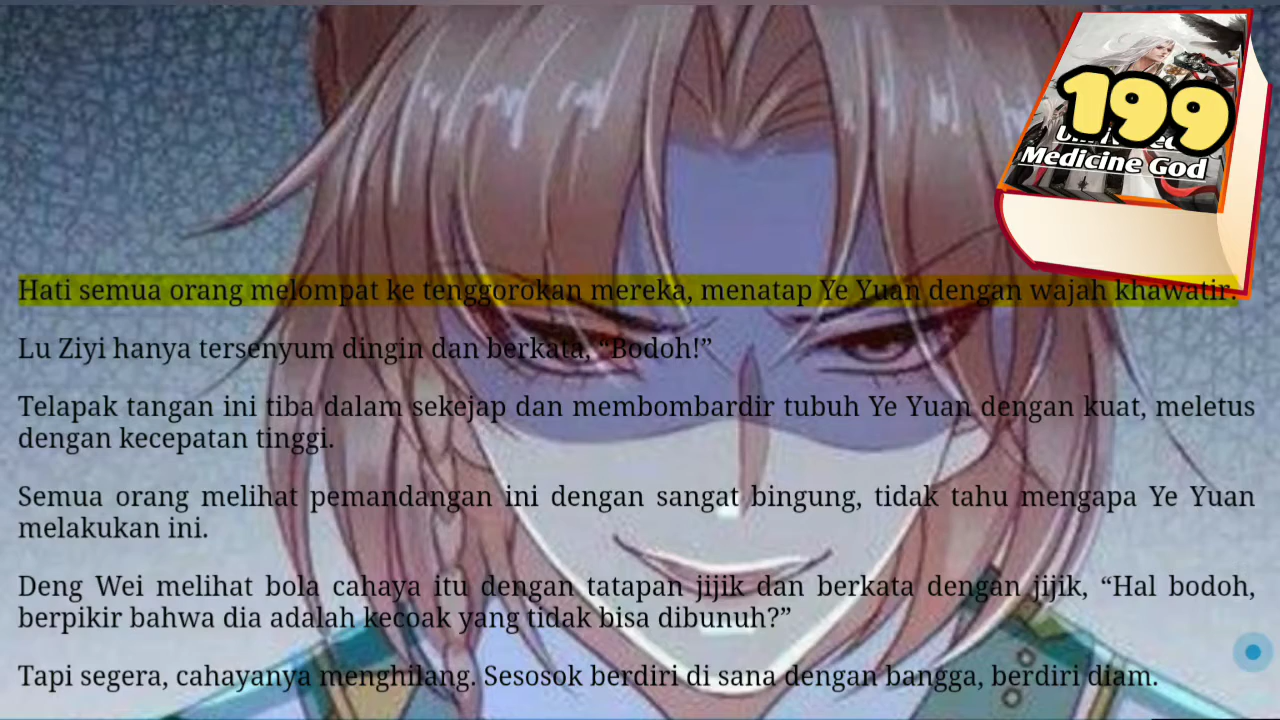 199
Medicine God
Hati semua orang melompat ke tenggorokan mereka, menatap Ye Yuan dengan wajah khawatir.
Lu Ziyi hanya tersenyum dingin dan berkata, “Bodoh!”
Telapak tangan ini tiba dalam sekejap dan membombardir tubuh Ye Yuan dengan kuat, meletus
dengan kecepatan tinggi.
Semua orang melihat pemandangan ini dengan sangat bingung, tidak tahu mengapa Ye Yuan
melakukan ini.
Deng Wei melihat bola cahaya itu dengan tatapan jijik dan berkata dengan jijik, “Hal bodoh,
berpikir bahwa dia adalah kecoak yang tidak bisa dibunuh?”
Tapi segera, cahayanya menghilang. Sesosok berdiri di sana dengan bangga, berdiri diam.